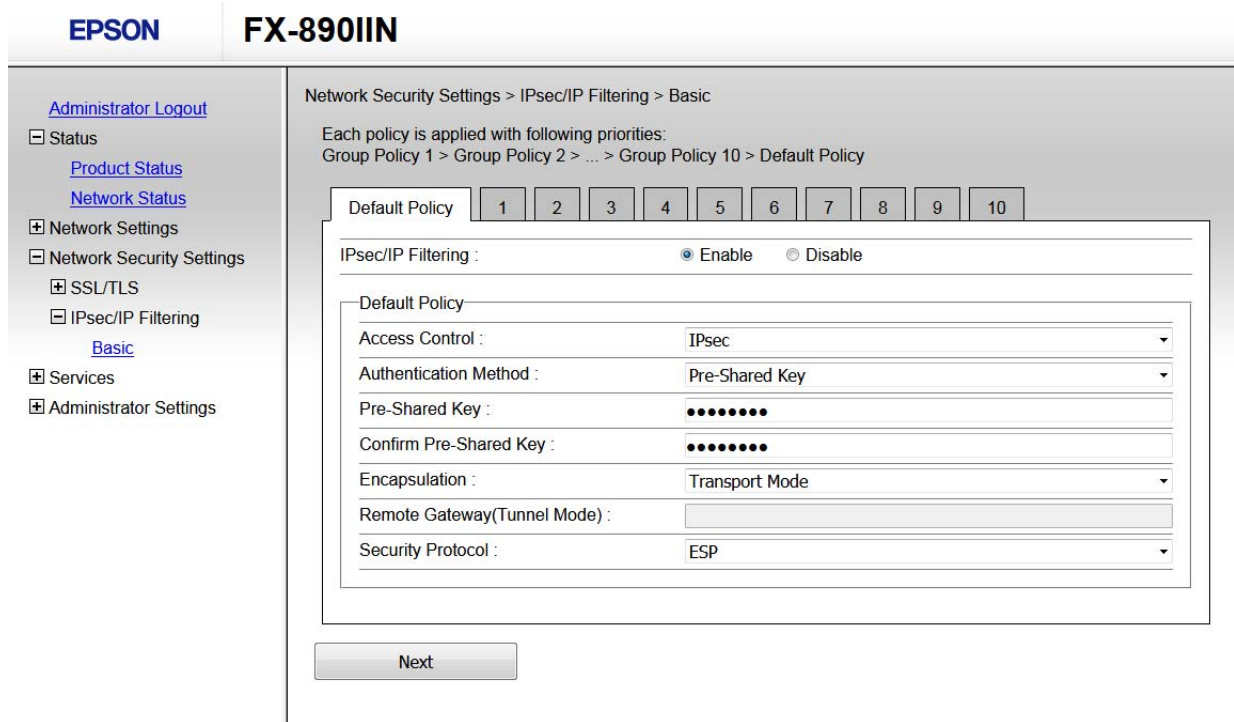 EPSON FX-890IIN
Administrator Logout
Status
Product Status
Network Status
Network Settings
Network Security Settings
SSL/TLS
IPsec/IP Filtering
Basic
Services
Administrator Settings
Network Security Settings > IPsec/IP Filtering > Basic
Each policy is applied with following priorities:
Group Policy 1 > Group Policy 2 > ... > Group Policy 10 > Default Policy
Default Policy 1 2 3 4 5 6 7 8 9 10
IPsec/IP Filtering : Enable Disable
Default Policy
Access Control : IPsec
Authentication Method : Pre-Shared Key
Pre-Shared Key : ●●●●●●●●
Confirm Pre-Shared Key : ●●●●●●●●
Encapsulation : Transport Mode
Remote Gateway(Tunnel Mode) :
Security Protocol : ESP
Next